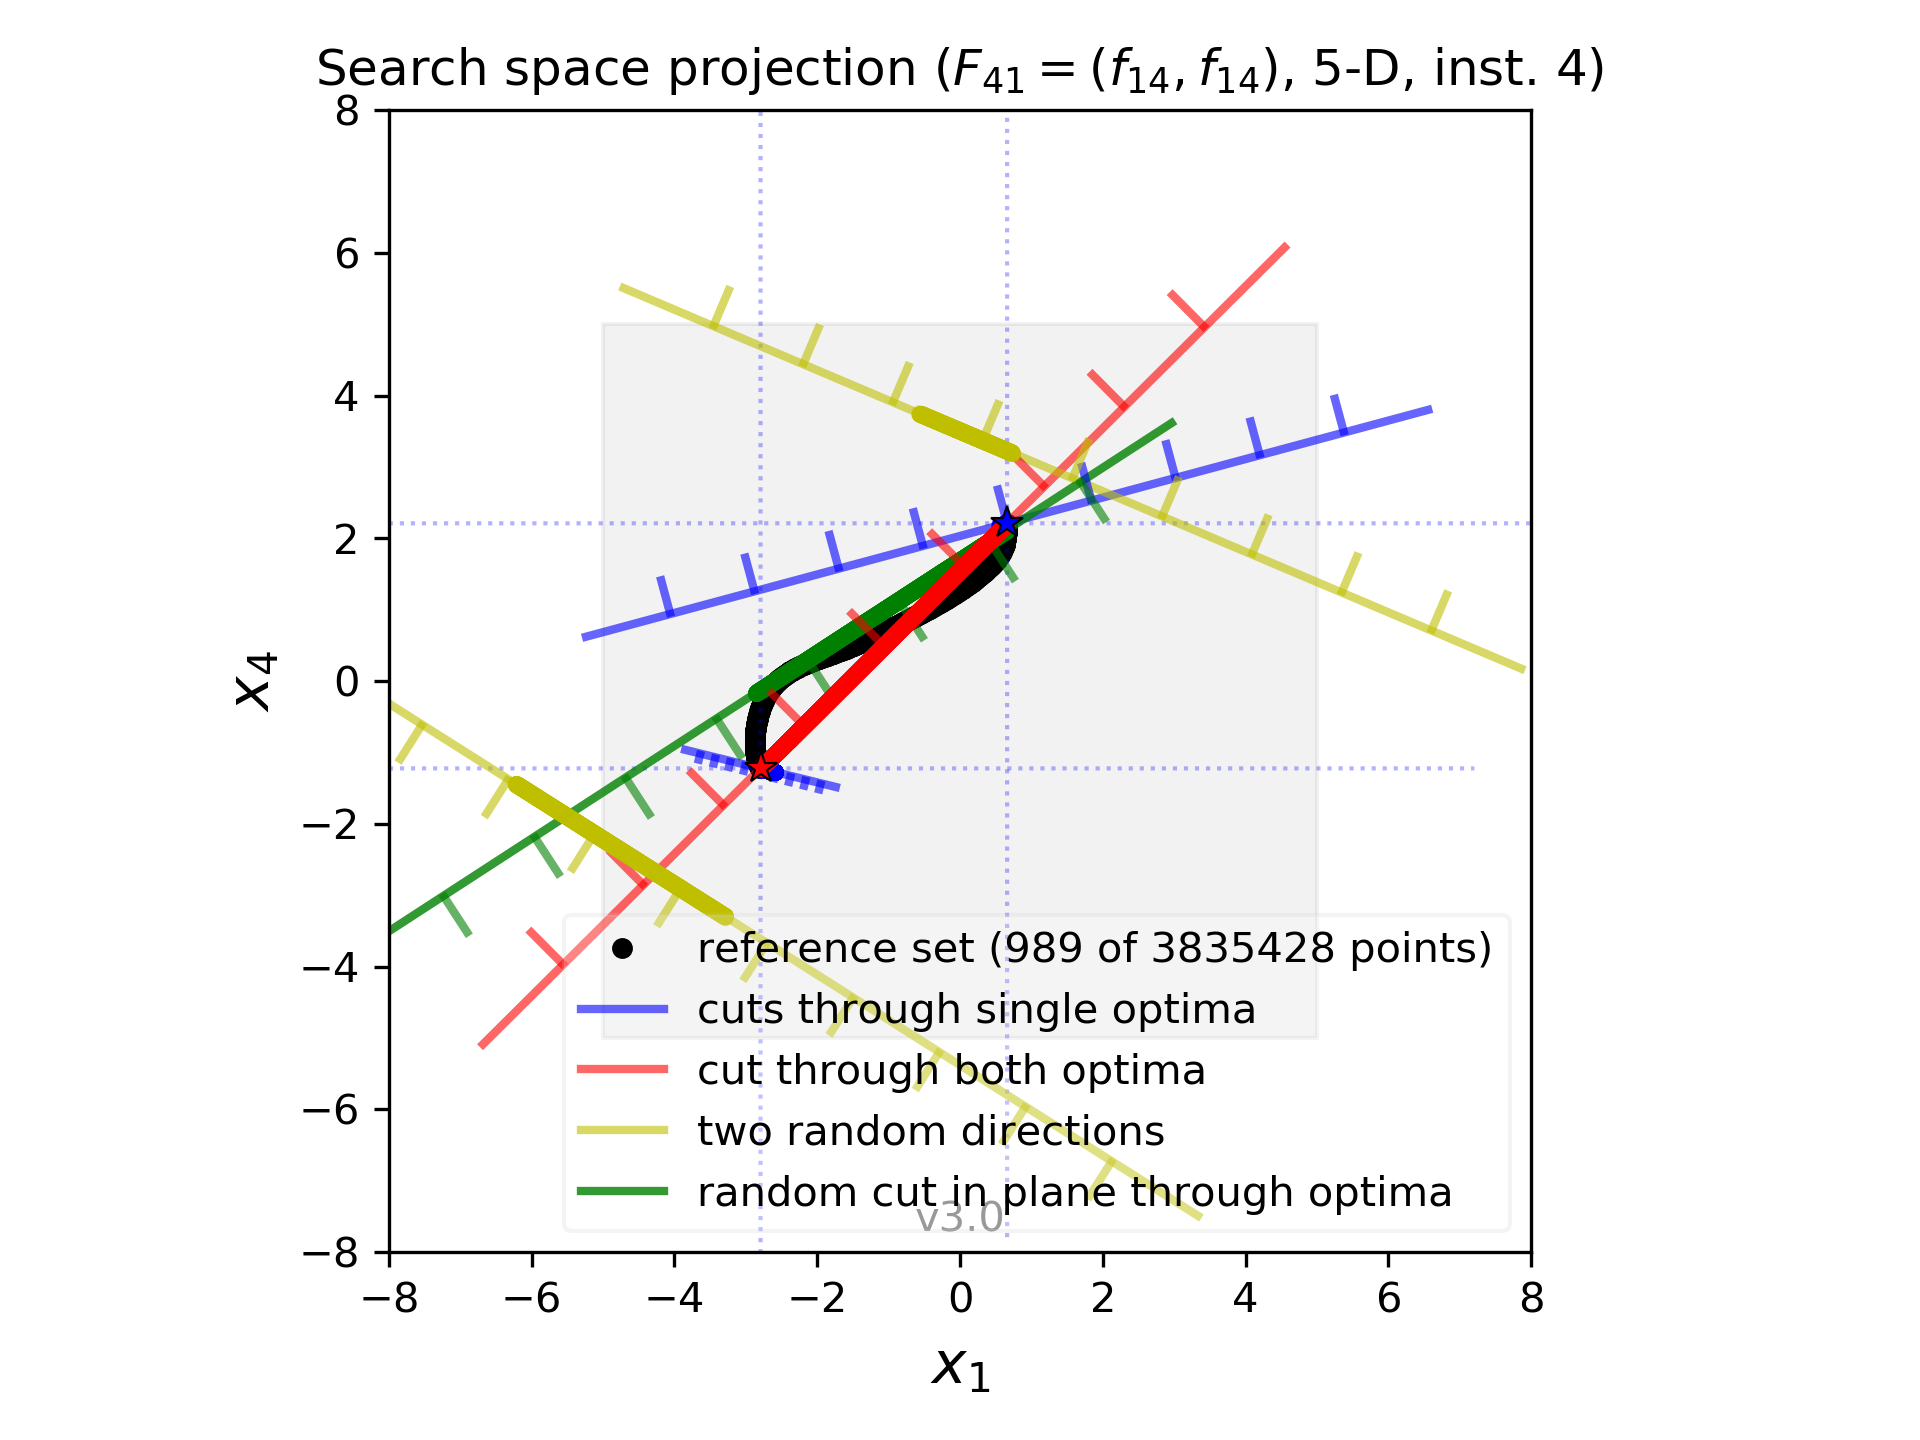 Search space projection (F₄₁ = (f₁₄, f₁₄), 5-D, inst. 4)
8
6
4
2
0
−2
−4
−6
−8
x₄
reference set (989 of 3835428 points)
cuts through single optima
cut through both optima
two random directions
random cut in plane through optima
v3.0
−8 −6 −4 −2 0 2 4 6 8
x₁